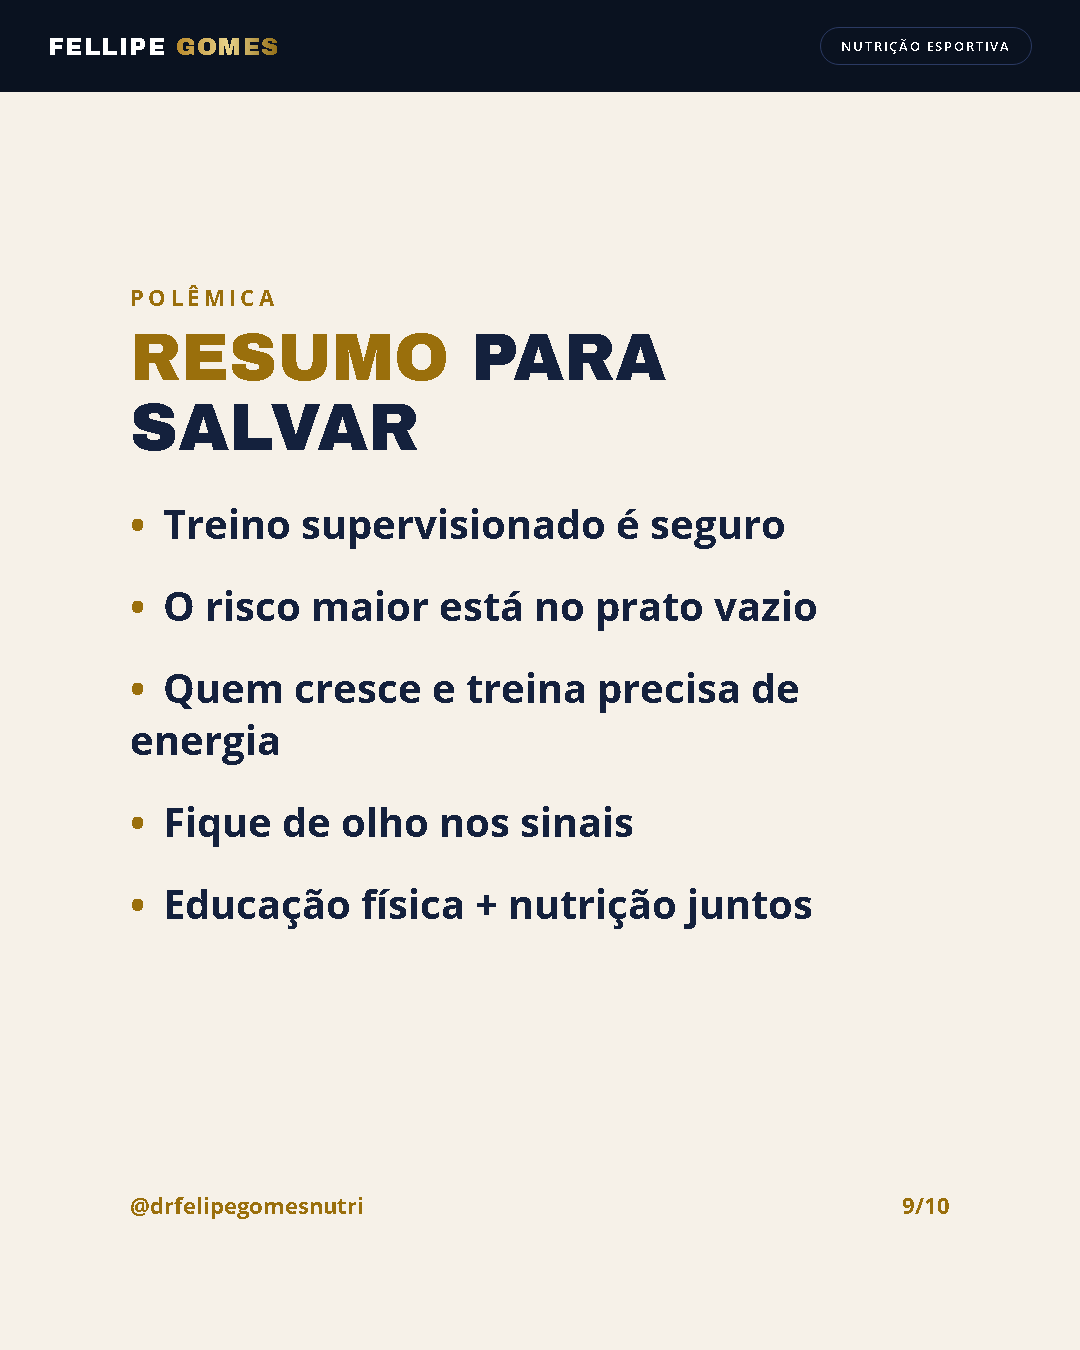 FELLIPE GOMES
NUTRIÇÃO ESPORTIVA
POLÊMICA
RESUMO PARA
SALVAR
• Treino supervisionado é seguro
• O risco maior está no prato vazio
• Quem cresce e treina precisa de
energia
• Fique de olho nos sinais
• Educação física + nutrição juntos
@drfelipegomesnutri
9/10